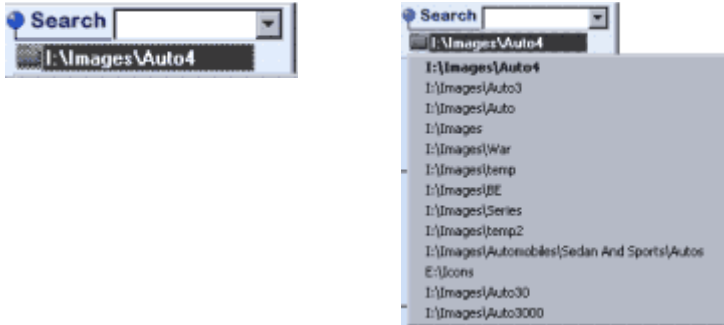 Search
I:\Images\Auto4
Search
I:\Images\Auto4
I:\Images\Auto4
I:\Images\Auto3
I:\Images\Auto
I:\Images
I:\Images\War
I:\Images\temp
I:\Images\BE
I:\Images\Series
I:\Images\temp2
I:\Images\Automobiles\Sedan And Sports\Autos
E:\Icons
I:\Images\Auto30
I:\Images\Auto3000